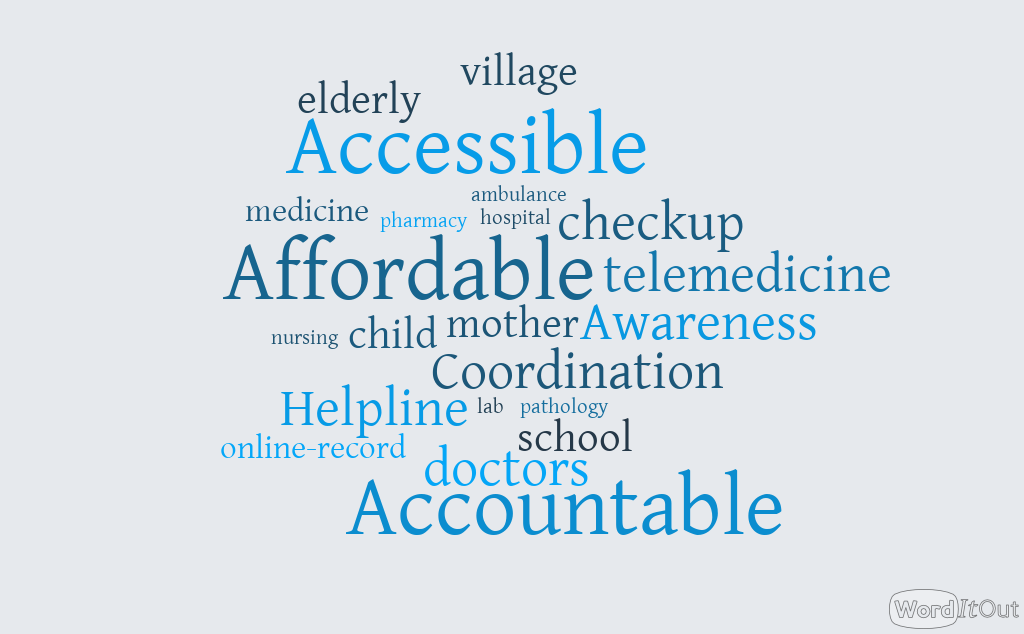 village
elderly
Accessible
ambulance
medicine
pharmacy
hospital
checkup
Affordable
telemedicine
nursing
child
mother
Awareness
Coordination
Helpline
lab
pathology
school
online-record
doctors
Accountable
WordItOut